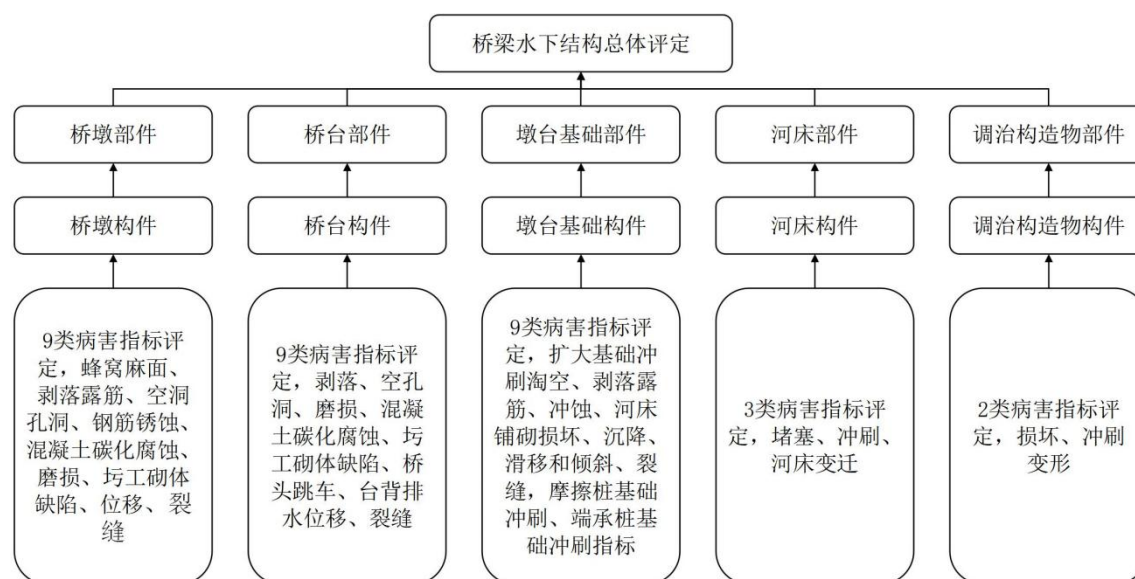 桥梁水下结构总体评定
桥墩部件
桥台部件
墩台基础部件
河床部件
调治构造物部件
桥墩构件
桥台构件
墩台基础构件
河床构件
调治构造物构件
9类病害指标评
定，蜂窝麻面、
剥落露筋、空洞
孔洞、钢筋锈蚀、
混凝土碳化腐蚀、
磨损、圬工砌体
缺陷、位移、裂
缝
9类病害指标评
定，剥落、空孔
洞、磨损、混凝
土碳化腐蚀、圬
工砌体缺陷、桥
头跳车、台背排
水位移、裂缝
9类病害指标评
定，扩大基础冲
刷淘空、剥落露
筋、冲蚀、河床
铺砌损坏、沉降、
滑移和倾斜、裂
缝，摩擦桩基础
冲刷、端承桩基
础冲刷指标
3类病害指标评
定，堵塞、冲刷、
河床变迁
2类病害指标评
定，损坏、冲刷
变形